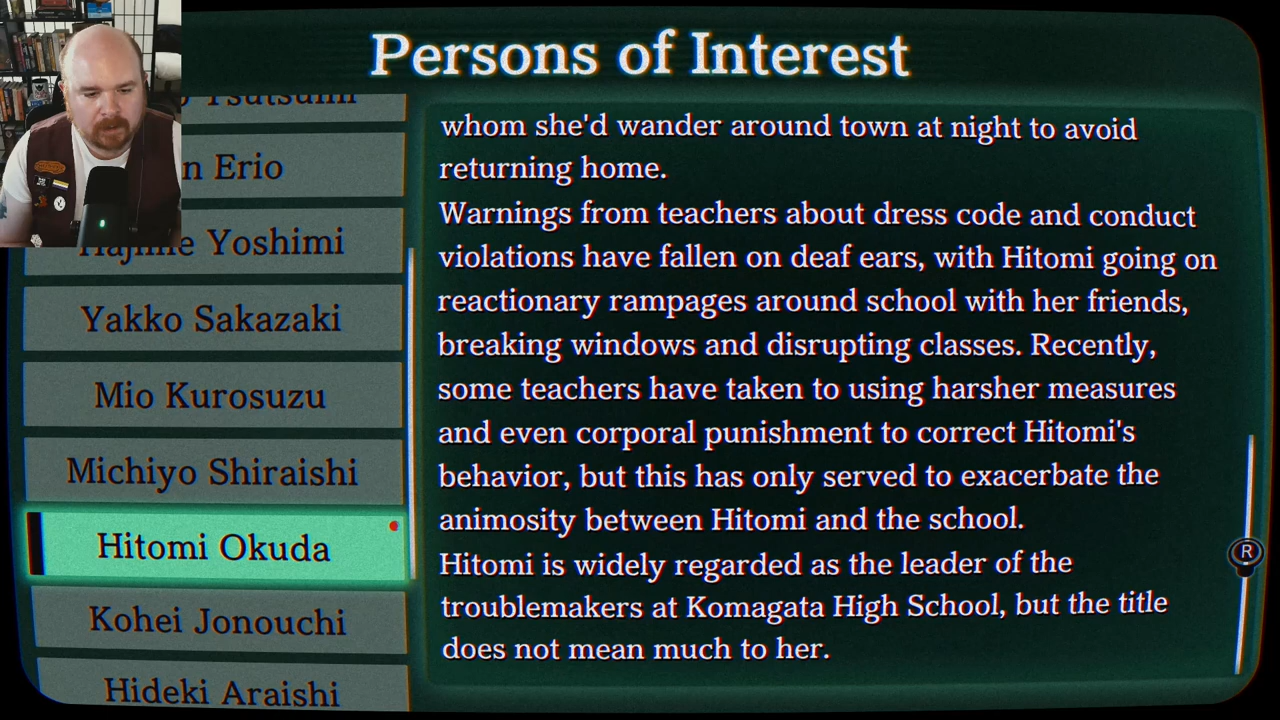 Persons of Interest
Tsutsumi
n Erio
Hajime Yoshimi
Yakko Sakazaki
Mio Kurosuzu
Michiyo Shiraishi
Hitomi Okuda
Kohei Jonouchi
Hideki Araishi
whom she'd wander around town at night to avoid
returning home.
Warnings from teachers about dress code and conduct
violations have fallen on deaf ears, with Hitomi going on
reactionary rampages around school with her friends,
breaking windows and disrupting classes. Recently,
some teachers have taken to using harsher measures
and even corporal punishment to correct Hitomi's
behavior, but this has only served to exacerbate the
animosity between Hitomi and the school.
Hitomi is widely regarded as the leader of the
troublemakers at Komagata High School, but the title
does not mean much to her.
R